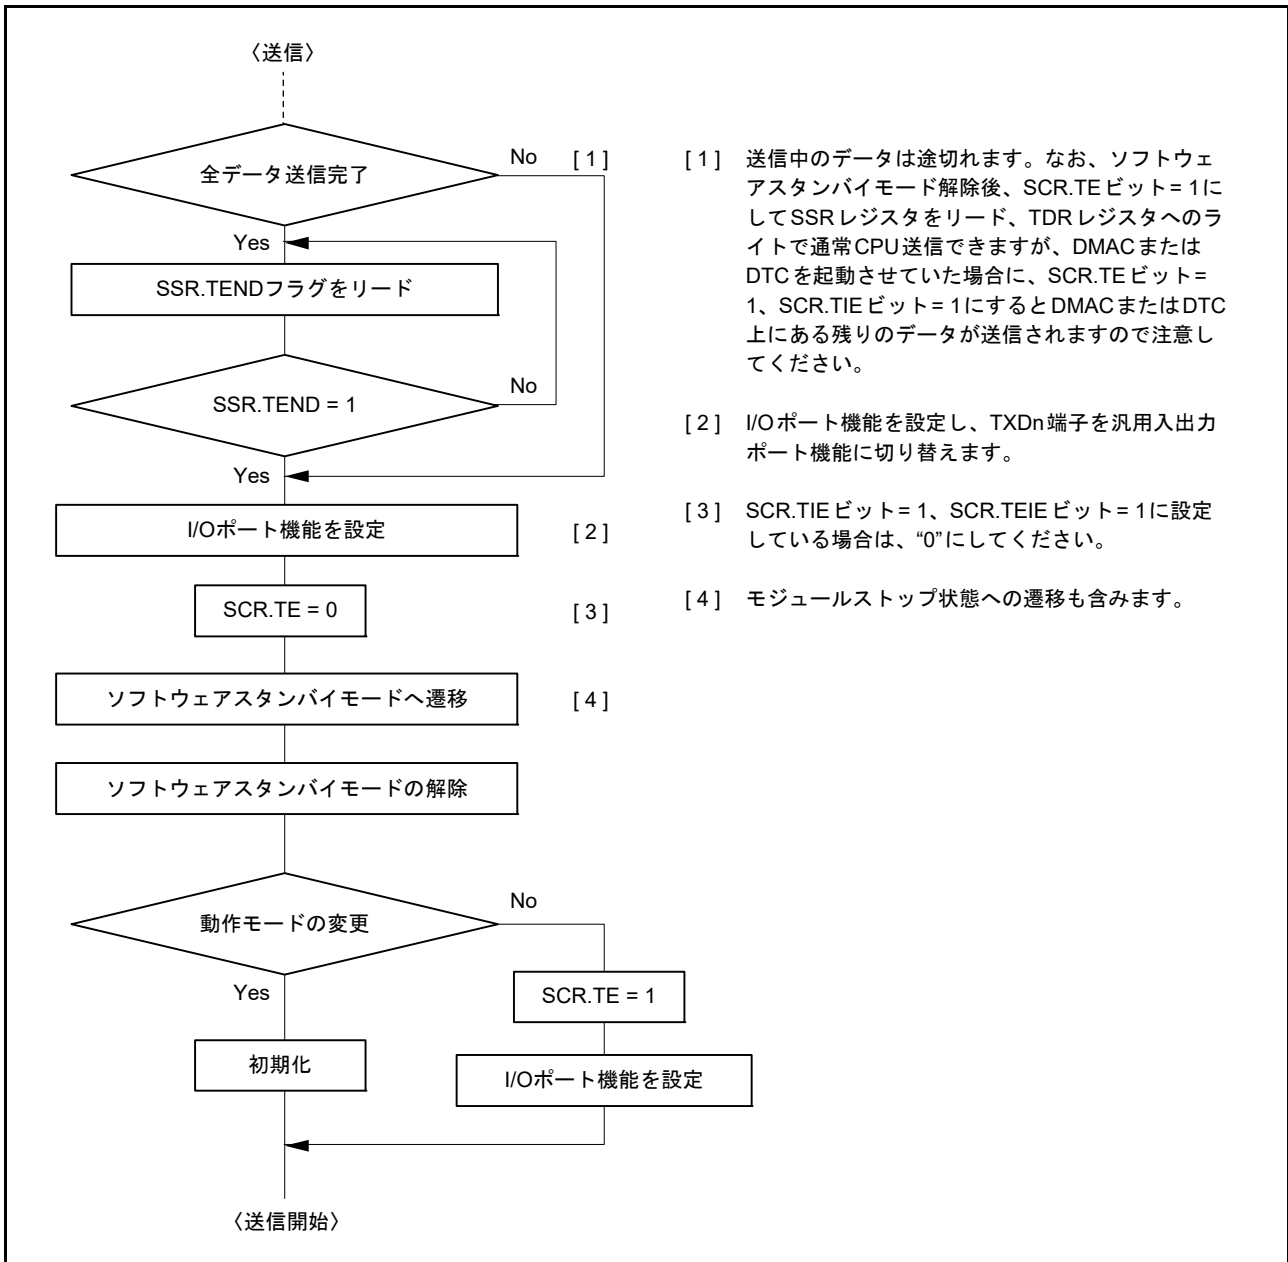 〈送信〉
全データ送信完了
No [ 1 ]
Yes
SSR.TENDフラグをリード
SSR.TEND = 1
No
Yes
I/Oポート機能を設定 [ 2 ]
SCR.TE = 0 [ 3 ]
ソフトウェアスタンバイモードへ遷移 [ 4 ]
ソフトウェアスタンバイモードの解除
動作モードの変更
No
Yes
SCR.TE = 1
初期化
I/Oポート機能を設定
〈送信開始〉
[ 1 ] 送信中のデータは途切れます。なお、ソフトウェ
アスタンバイモード解除後、SCR.TEビット= 1に
してSSRレジスタをリード、TDRレジスタへのラ
イトで通常CPU送信できますが、DMACまたは
DTCを起動させていた場合に、SCR.TEビット=
1、SCR.TIEビット= 1にするとDMACまたはDTC
上にある残りのデータが送信されますので注意し
てください。
[ 2 ] I/Oポート機能を設定し、TXDn端子を汎用入出力
ポート機能に切り替えます。
[ 3 ] SCR.TIEビット= 1、SCR.TEIEビット= 1に設定
している場合は、“0”にしてください。
[ 4 ] モジュールストップ状態への遷移も含みます。